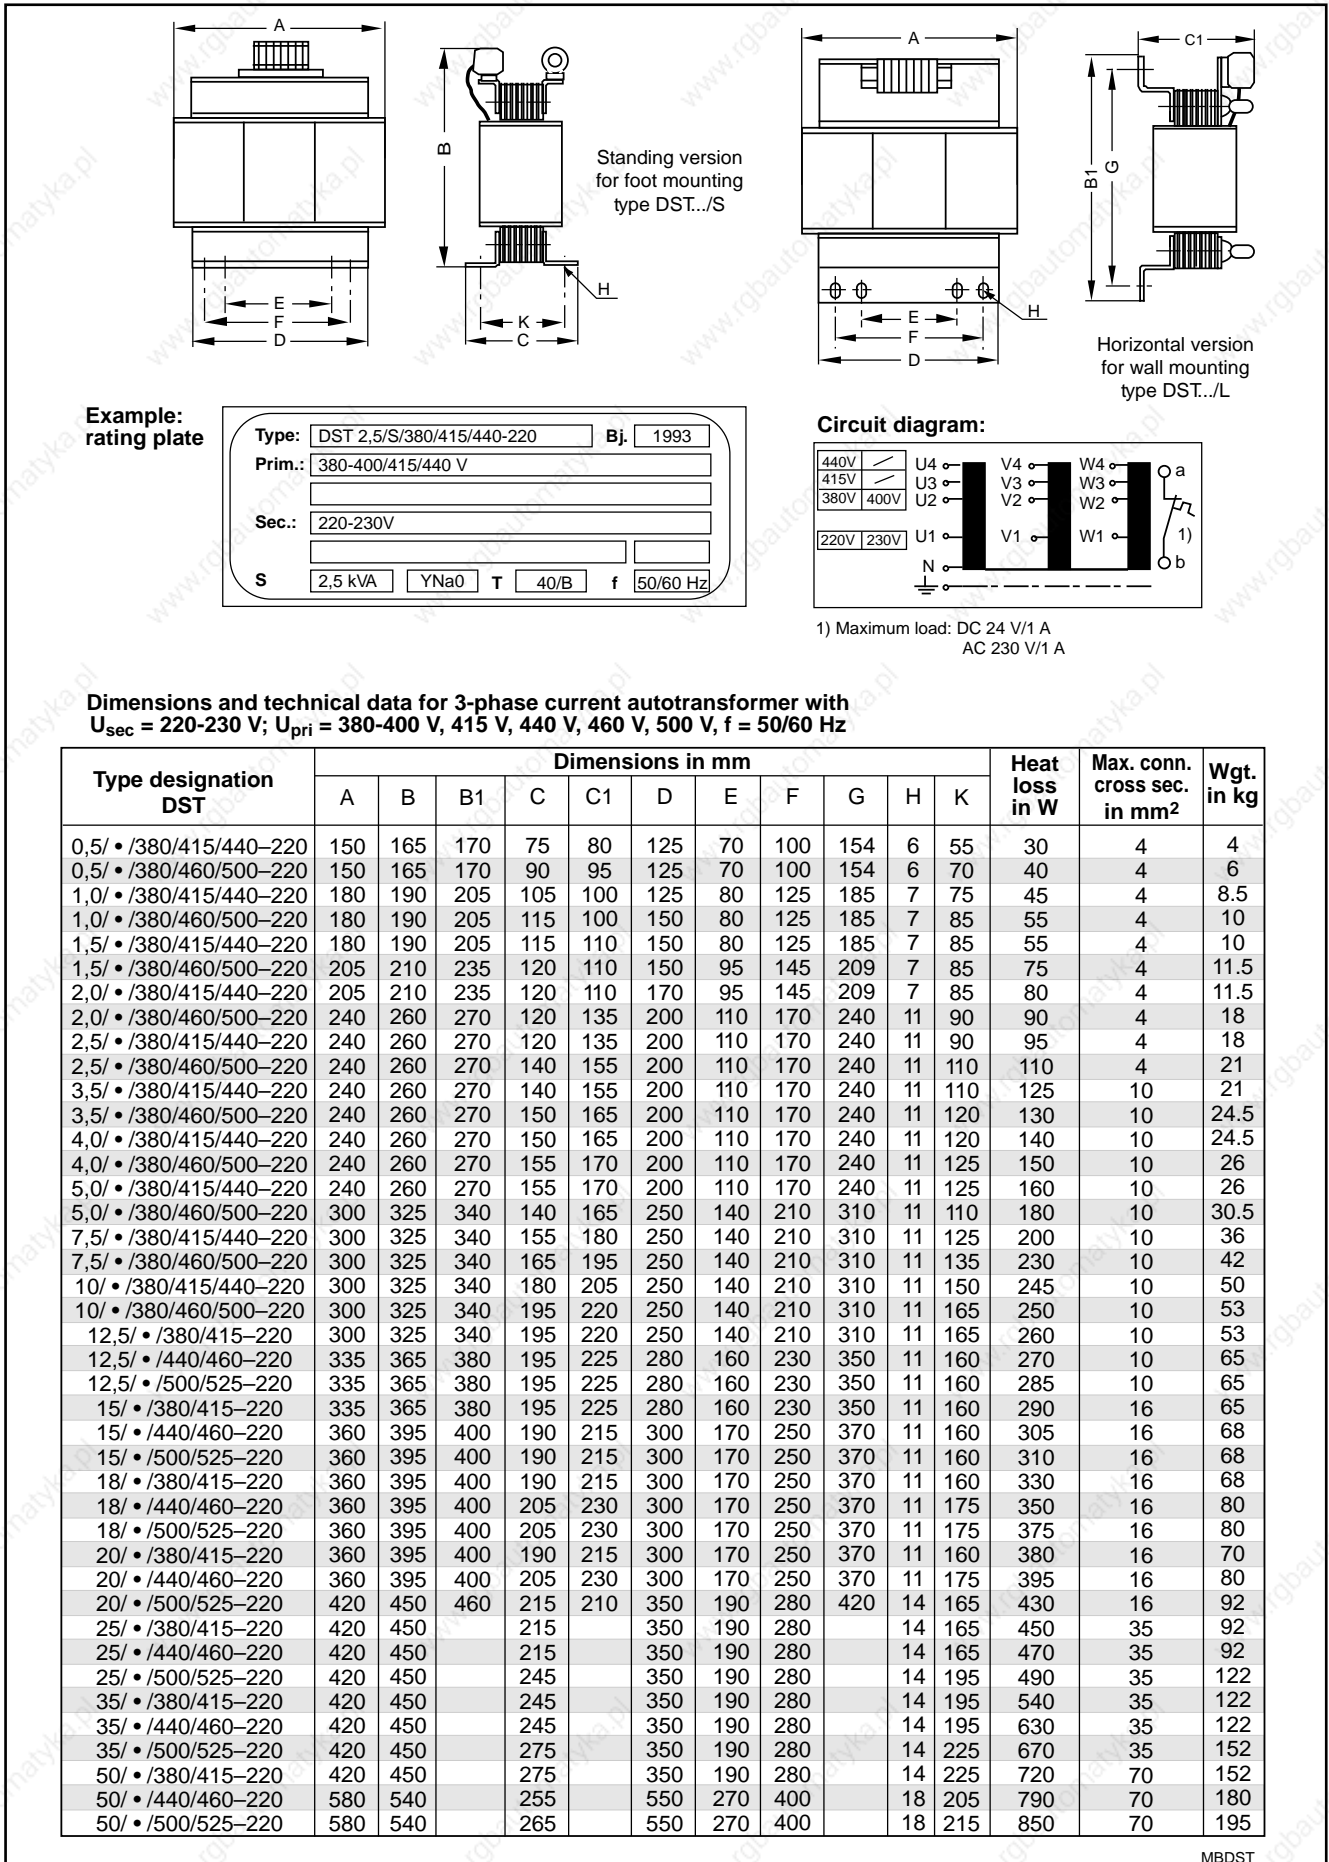 A
B
Standing version
for foot mounting
type DST.../S
E
F
D
K
C
H
A
C1
B1
G
E
F
D
H
Horizontal version
for wall mounting
type DST.../L
Example:
rating plate
Type: DST 2,5/S/380/415/440-220 Bj. 1993
Prim.: 380-400/415/440 V
Sec.: 220-230V
S 2,5 kVA YNa0 T 40/B f 50/60 Hz
Circuit diagram:
440V U4 V4 W4 a
415V U3 V3 W3
380V 400V U2 V2 W2
220V 230V U1 V1 W1 1)
N b
1) Maximum load: DC 24 V/1 A
AC 230 V/1 A
Dimensions and technical data for 3-phase current autotransformer with
Usec = 220-230 V; Upri = 380-400 V, 415 V, 440 V, 460 V, 500 V, f = 50/60 Hz
Type designation DST Dimensions in mm Heat loss in W Max. conn. cross sec. in mm2 Wgt. in kg
A B B1 C C1 D E F G H K
0,5/ • /380/415/440–220 150 165 170 75 80 125 70 100 154 6 55 30 4 4
0,5/ • /380/460/500–220 150 165 170 90 95 125 70 100 154 6 70 40 4 6
1,0/ • /380/415/440–220 180 190 205 105 100 125 80 125 185 7 75 45 4 8.5
1,0/ • /380/460/500–220 180 190 205 115 100 150 80 125 185 7 85 55 4 10
1,5/ • /380/415/440–220 180 190 205 115 110 150 80 125 185 7 85 55 4 10
1,5/ • /380/460/500–220 205 210 235 120 110 150 95 145 209 7 85 75 4 11.5
2,0/ • /380/415/440–220 205 210 235 120 110 170 95 145 209 7 85 80 4 11.5
2,0/ • /380/460/500–220 240 260 270 120 135 200 110 170 240 11 90 90 4 18
2,5/ • /380/415/440–220 240 260 270 120 135 200 110 170 240 11 90 95 4 18
2,5/ • /380/460/500–220 240 260 270 140 155 200 110 170 240 11 110 110 4 21
3,5/ • /380/415/440–220 240 260 270 140 155 200 110 170 240 11 110 125 10 21
3,5/ • /380/460/500–220 240 260 270 150 165 200 110 170 240 11 120 130 10 24.5
4,0/ • /380/415/440–220 240 260 270 150 165 200 110 170 240 11 120 140 10 24.5
4,0/ • /380/460/500–220 240 260 270 155 170 200 110 170 240 11 125 150 10 26
5,0/ • /380/415/440–220 240 260 270 155 170 200 110 170 240 11 125 160 10 26
5,0/ • /380/460/500–220 300 325 340 140 165 250 140 210 310 11 110 180 10 30.5
7,5/ • /380/415/440–220 300 325 340 155 180 250 140 210 310 11 125 200 10 36
7,5/ • /380/460/500–220 300 325 340 165 195 250 140 210 310 11 135 230 10 42
10/ • /380/415/440–220 300 325 340 180 205 250 140 210 310 11 150 245 10 50
10/ • /380/460/500–220 300 325 340 195 220 250 140 210 310 11 165 250 10 53
12,5/ • /380/415–220 300 325 340 195 220 250 140 210 310 11 165 260 10 53
12,5/ • /440/460–220 335 365 380 195 225 280 160 230 350 11 160 270 10 65
12,5/ • /500/525–220 335 365 380 195 225 280 160 230 350 11 160 285 10 65
15/ • /380/415–220 335 365 380 195 225 280 160 230 350 11 160 290 16 65
15/ • /440/460–220 360 395 400 190 215 300 170 250 370 11 160 305 16 68
15/ • /500/525–220 360 395 400 190 215 300 170 250 370 11 160 310 16 68
18/ • /380/415–220 360 395 400 190 215 300 170 250 370 11 160 330 16 68
18/ • /440/460–220 360 395 400 205 230 300 170 250 370 11 175 350 16 80
18/ • /500/525–220 360 395 400 205 230 300 170 250 370 11 175 375 16 80
20/ • /380/415–220 360 395 400 190 215 300 170 250 370 11 160 380 16 70
20/ • /440/460–220 360 395 400 205 230 300 170 250 370 11 175 395 16 80
20/ • /500/525–220 420 450 460 215 210 350 190 280 420 14 165 430 16 92
25/ • /380/415–220 420 450 215 350 190 280 14 165 450 35 92
25/ • /440/460–220 420 450 215 350 190 280 14 165 470 35 92
25/ • /500/525–220 420 450 245 350 190 280 14 195 490 35 122
35/ • /380/415–220 420 450 245 350 190 280 14 195 540 35 122
35/ • /440/460–220 420 450 245 350 190 280 14 195 630 35 122
35/ • /500/525–220 420 450 275 350 190 280 14 225 670 35 152
50/ • /380/415–220 420 450 275 350 190 280 14 225 720 70 152
50/ • /440/460–220 580 540 255 550 270 400 18 205 790 70 180
50/ • /500/525–220 580 540 265 550 270 400 18 215 850 70 195
MBDST
www.rgbautomatyka.pl